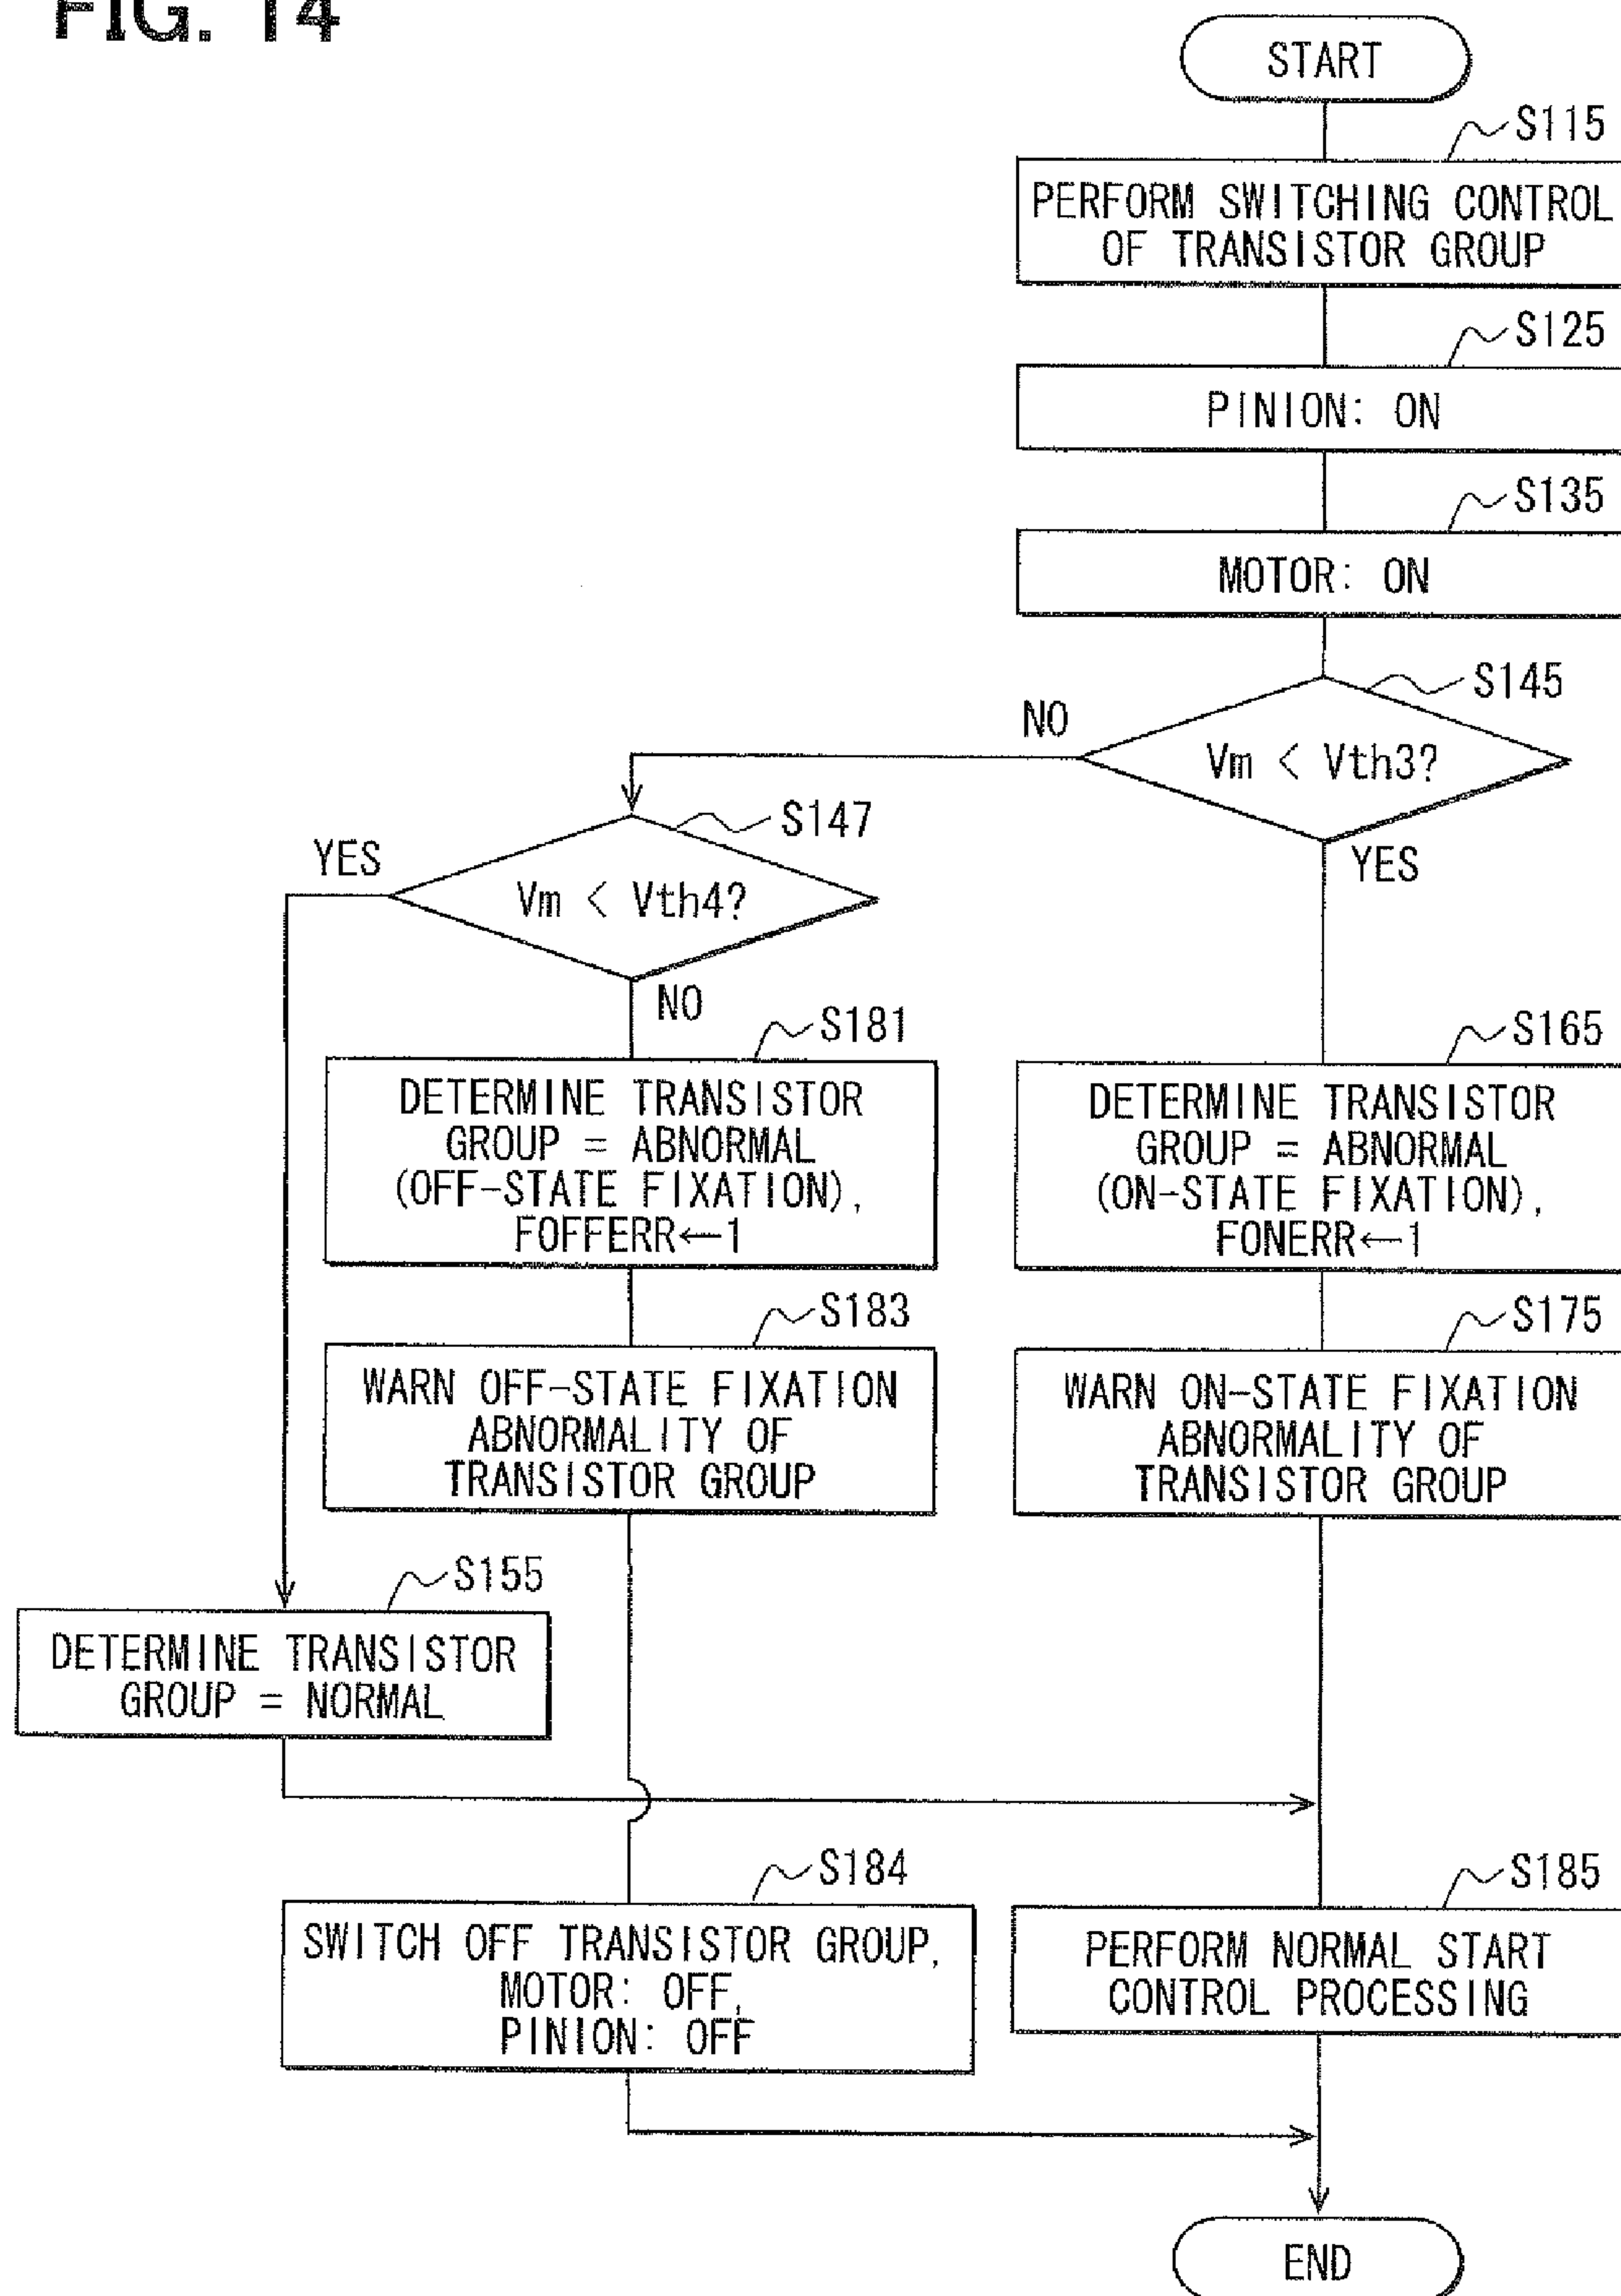 FIG. 14
START
S115
PERFORM SWITCHING CONTROL
OF TRANSISTOR GROUP
S125
PINION: ON
S135
MOTOR: ON
S145
NO
Vm < Vth3?
YES
S147
YES
Vm < Vth4?
NO
S181
DETERMINE TRANSISTOR
GROUP = ABNORMAL
(OFF-STATE FIXATION),
FOFFERR←1
S165
DETERMINE TRANSISTOR
GROUP = ABNORMAL
(ON-STATE FIXATION),
FONERR←1
S183
WARN OFF-STATE FIXATION
ABNORMALITY OF
TRANSISTOR GROUP
S175
WARN ON-STATE FIXATION
ABNORMALITY OF
TRANSISTOR GROUP
S155
DETERMINE TRANSISTOR
GROUP = NORMAL
S184
SWITCH OFF TRANSISTOR GROUP,
MOTOR: OFF,
PINION: OFF
S185
PERFORM NORMAL START
CONTROL PROCESSING
END